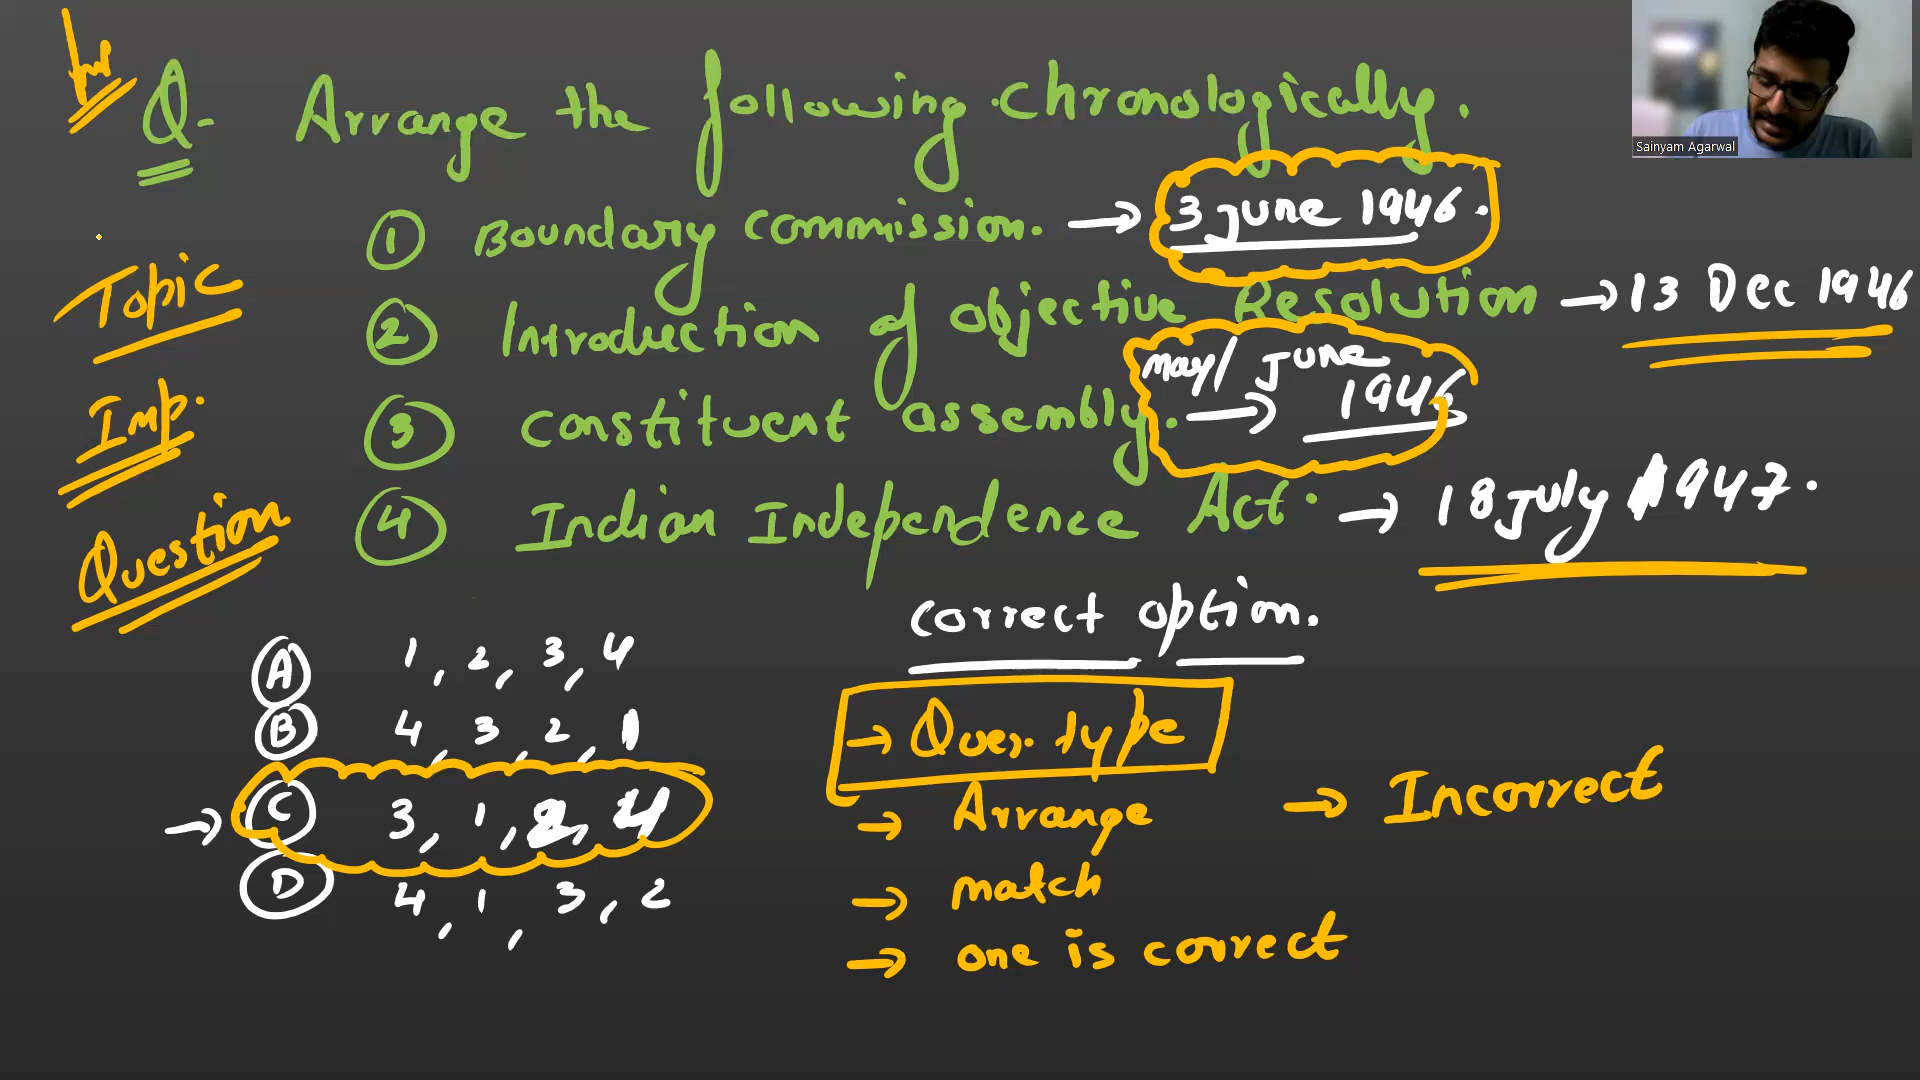 Imp
Q. Arrange the following chronologically.
① Boundary commission. → 3 june 1946.
② Introduction of objective Resolution → 13 Dec 1946
③ constituent assembly. → may/ june 1946
④ Indian Independence Act. → 18 july 1947.
Topic
Imp.
Question
correct option.
Ⓐ 1, 2, 3, 4
Ⓑ 4, 3, 2, 1
→ Ⓒ 3, 1, 2, 4
Ⓓ 4, 1, 3, 2
→ Ques. type
→ Arrange
→ match
→ one is correct
→ Incorrect
Sainyam Agarwal